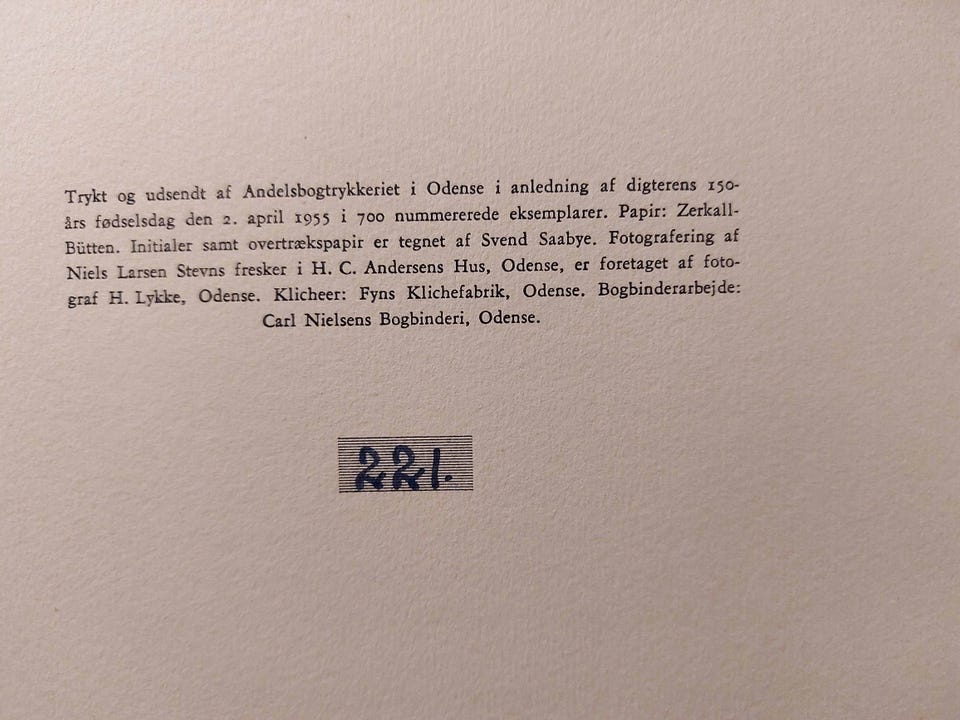 Trykt og udsendt af Andelsbogtrykkeriet i Odense i anledning af digterens 150-
års fødselsdag den 2. april 1955 i 700 nummererede eksemplarer. Papir: Zerkall-
Bütten. Initialer samt overtrækspapir er tegnet af Svend Saabye. Fotografering af
Niels Larsen Stevns fresker i H. C. Andersens Hus, Odense, er foretaget af foto-
graf H. Lykke, Odense. Klicheer: Fyns Klichefabrik, Odense. Bogbinderarbejde:
Carl Nielsens Bogbinderi, Odense.
221.